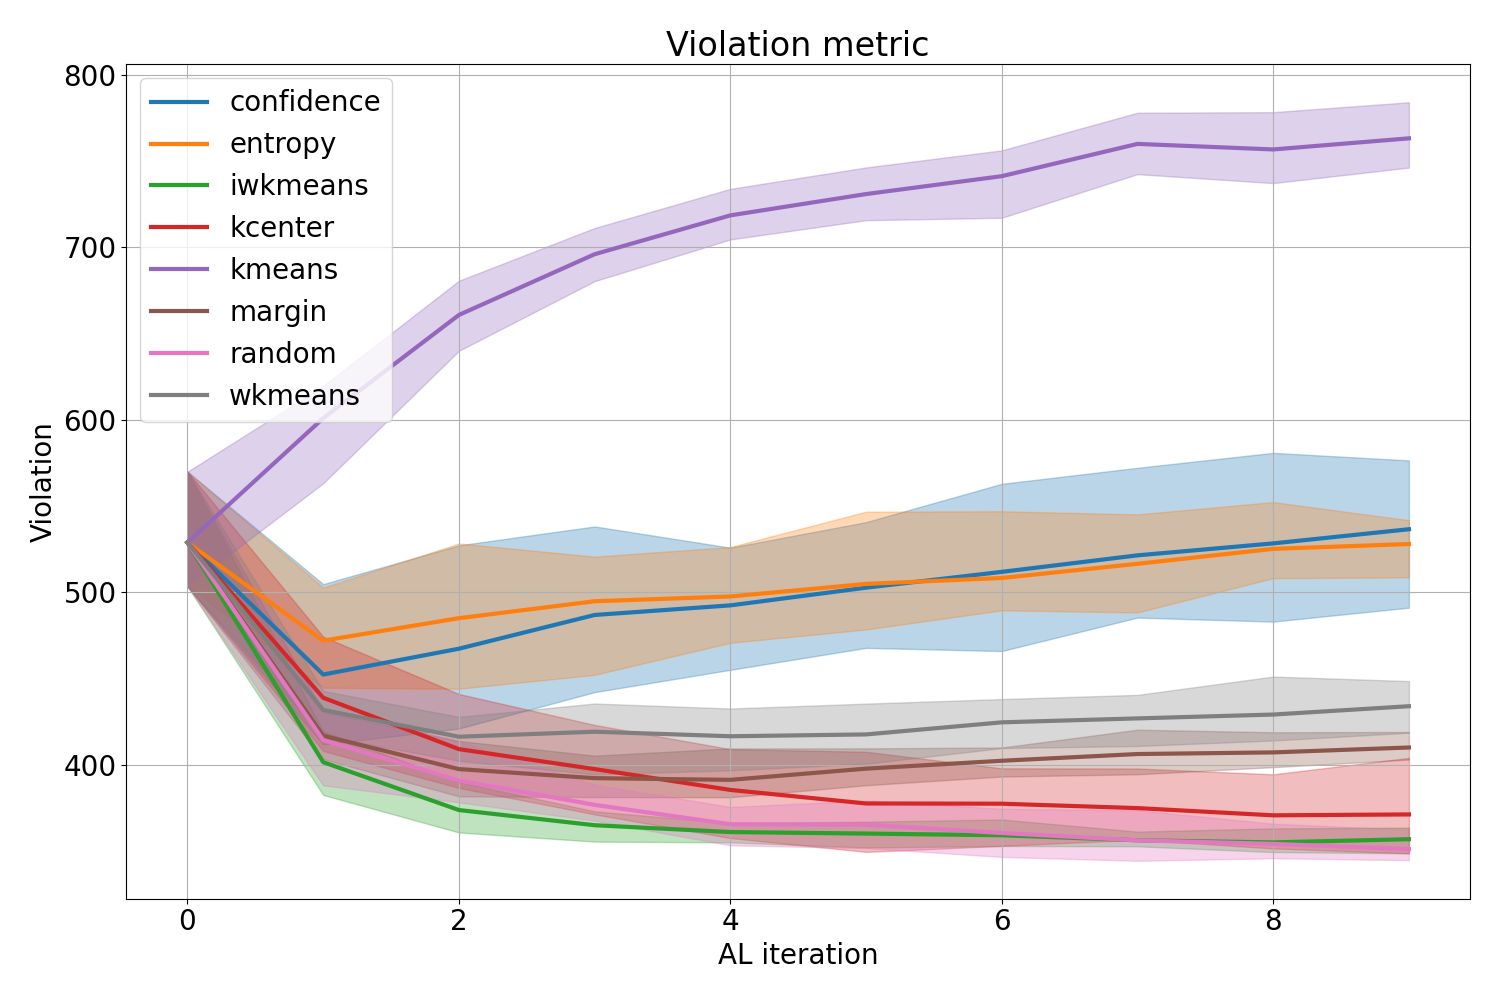 Violation metric
800
700
600
500
400
Violation
confidence
entropy
iwkmeans
kcenter
kmeans
margin
random
wkmeans
0 2 4 6 8
AL iteration